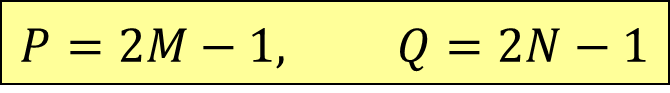 P = 2M − 1, Q = 2N − 1